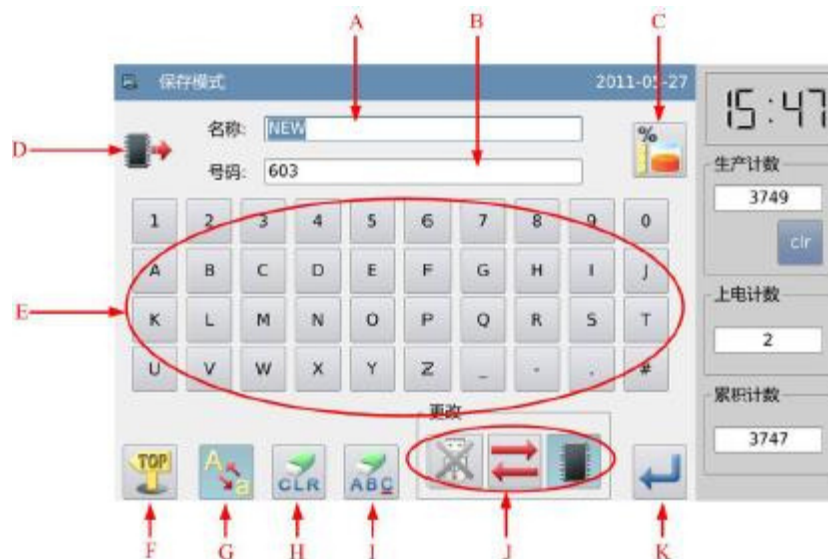 A B C
保存模式 2011-05-27
15:47
名称: NEW
%
D
号码: 603
生产计数
3749
clr
1 2 3 4 5 6 7 8 9 0
A B C D E F G H I J
E
K L M N O P Q R S T
U V W X Y Z _ - . #
上电计数
2
更改
累积计数
3747
TOP A a CLR ABC
F G H I J K